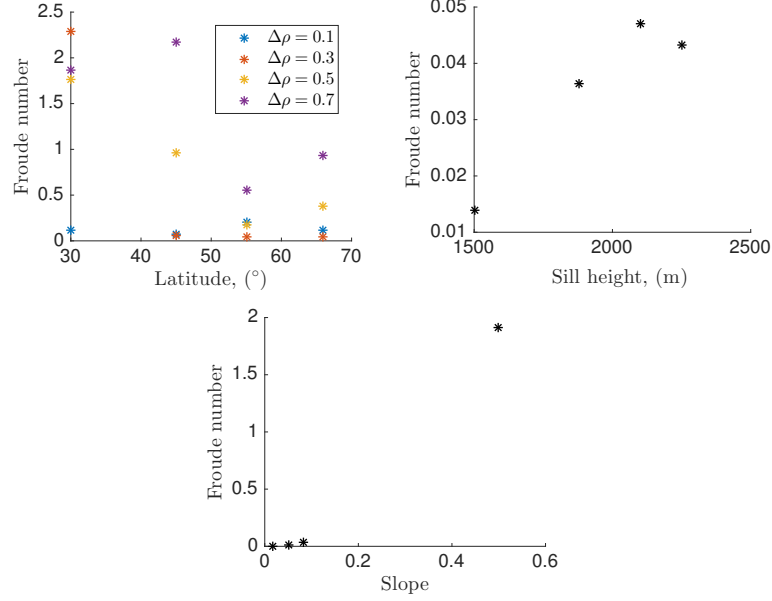 2.5
2
1.5
1
0.5
0
Froude number
Δρ = 0.1
Δρ = 0.3
Δρ = 0.5
Δρ = 0.7
30 40 50 60 70
Latitude, (°)
0.05
0.04
0.03
0.02
0.01
Froude number
1500 2000 2500
Sill height, (m)
2
1.5
1
0.5
0
Froude number
0 0.2 0.4 0.6
Slope